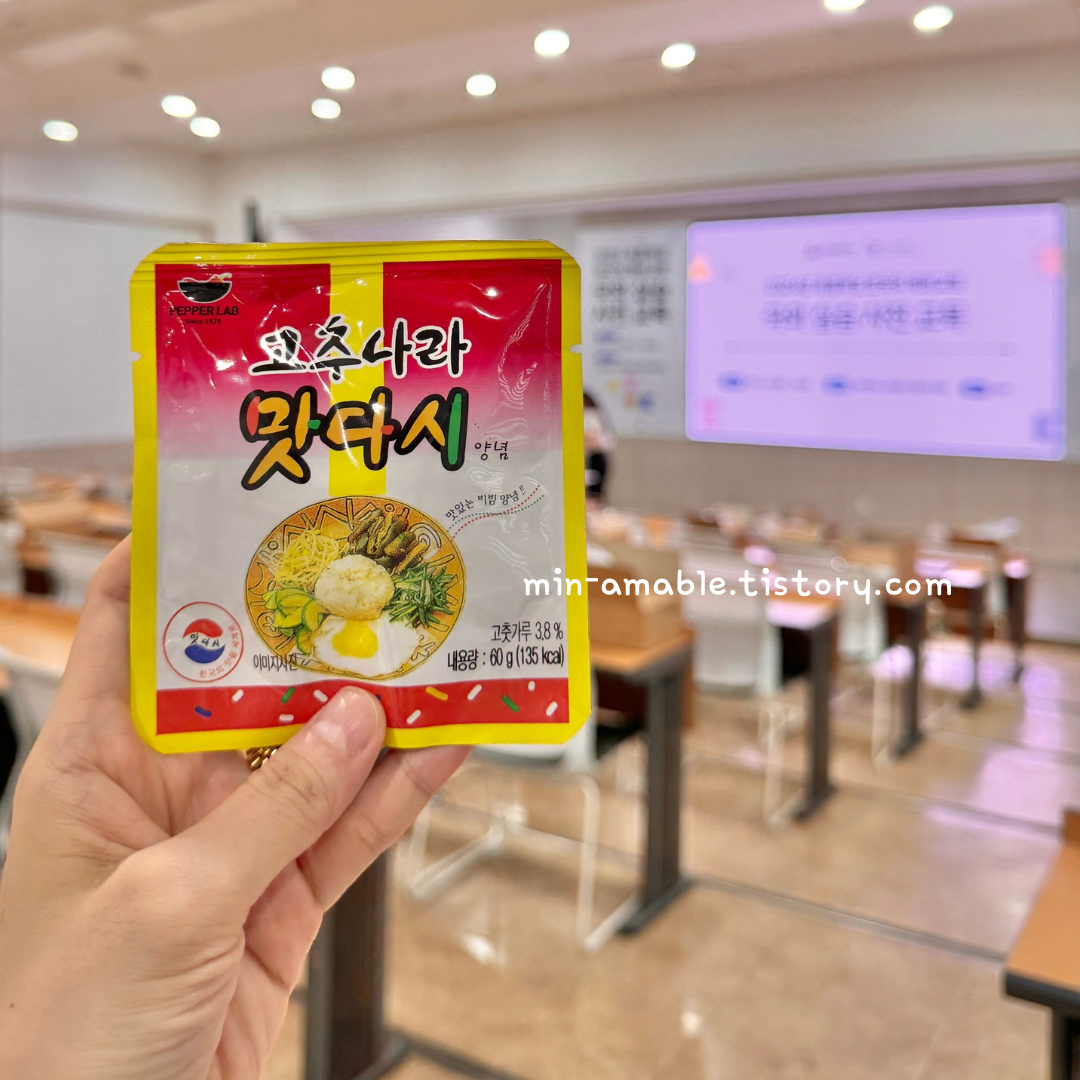 PEPPER LAB
Since 1979
고추나라
맛다시 양념
맛있는 비빔 양념!!
min-amable.tistory.com
맛다시
고춧가루 3.8 %
이미지사진
내용량 : 60 g (135 kcal)